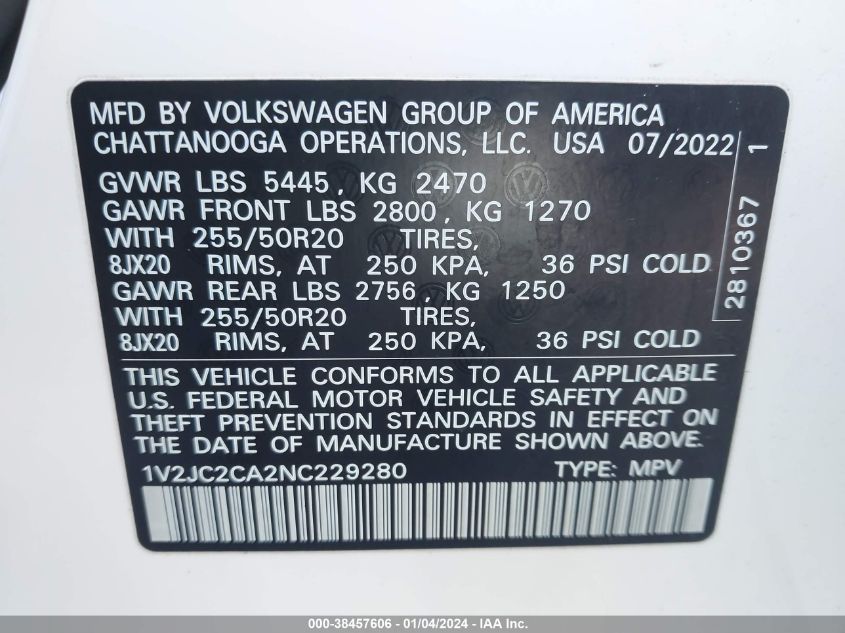 MFD BY VOLKSWAGEN GROUP OF AMERICA
CHATTANOOGA OPERATIONS, LLC. USA 07/2022 1
GVWR LBS 5445, KG 2470
GAWR FRONT LBS 2800, KG 1270
WITH 255/50R20 TIRES,
8JX20 RIMS, AT 250 KPA, 36 PSI COLD
GAWR REAR LBS 2756, KG 1250
WITH 255/50R20 TIRES,
8JX20 RIMS, AT 250 KPA, 36 PSI COLD
2810367
THIS VEHICLE CONFORMS TO ALL APPLICABLE
U.S. FEDERAL MOTOR VEHICLE SAFETY AND
THEFT PREVENTION STANDARDS IN EFFECT ON
THE DATE OF MANUFACTURE SHOWN ABOVE.
1V2JC2CA2NC229280 TYPE: MPV
000-38457606 - 01/04/2024 - IAA Inc.